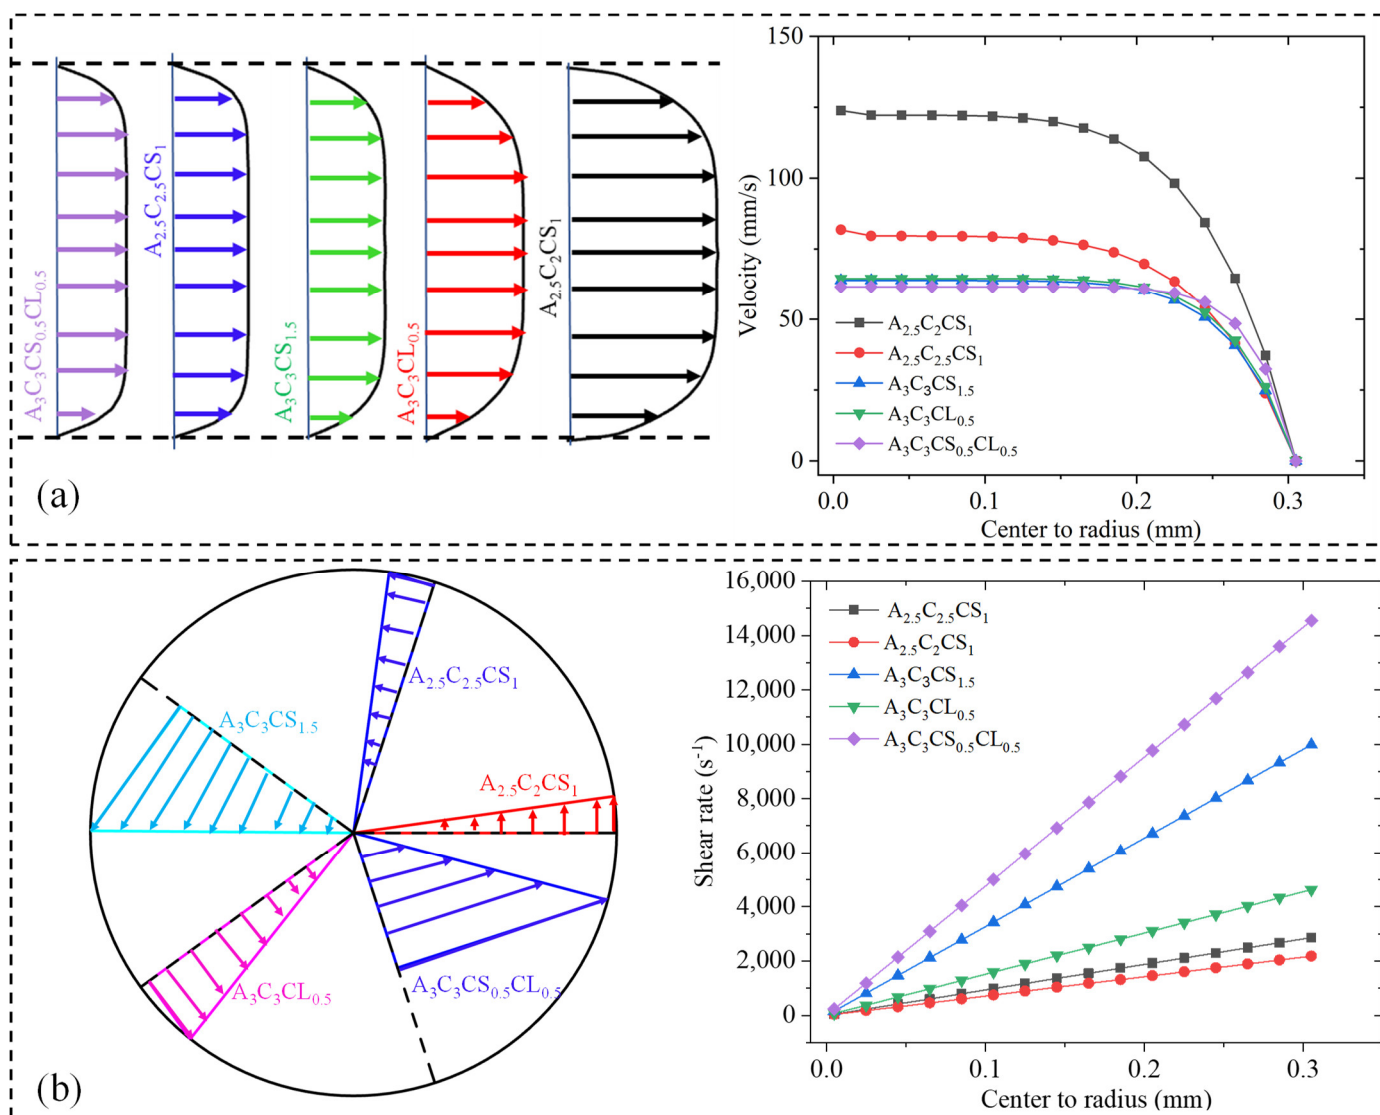 A3C3CS0.5CL0.5
A2.5C2.5CS1
A3C3CS1.5
A3C3CL0.5
A2.5C2CS1
(a)
150
100
50
0
Velocity (mm/s)
A2.5C2CS1
A2.5C2.5CS1
A3C3CS1.5
A3C3CL0.5
A3C3CS0.5CL0.5
0.0 0.1 0.2 0.3
Center to radius (mm)
A2.5C2.5CS1
A3C3CS1.5
A2.5C2CS1
A3C3CL0.5
A3C3CS0.5CL0.5
(b)
16,000
14,000
12,000
10,000
8,000
6,000
4,000
2,000
0
Shear rate (s-1)
A2.5C2.5CS1
A2.5C2CS1
A3C3CS1.5
A3C3CL0.5
A3C3CS0.5CL0.5
0.0 0.1 0.2 0.3
Center to radius (mm)